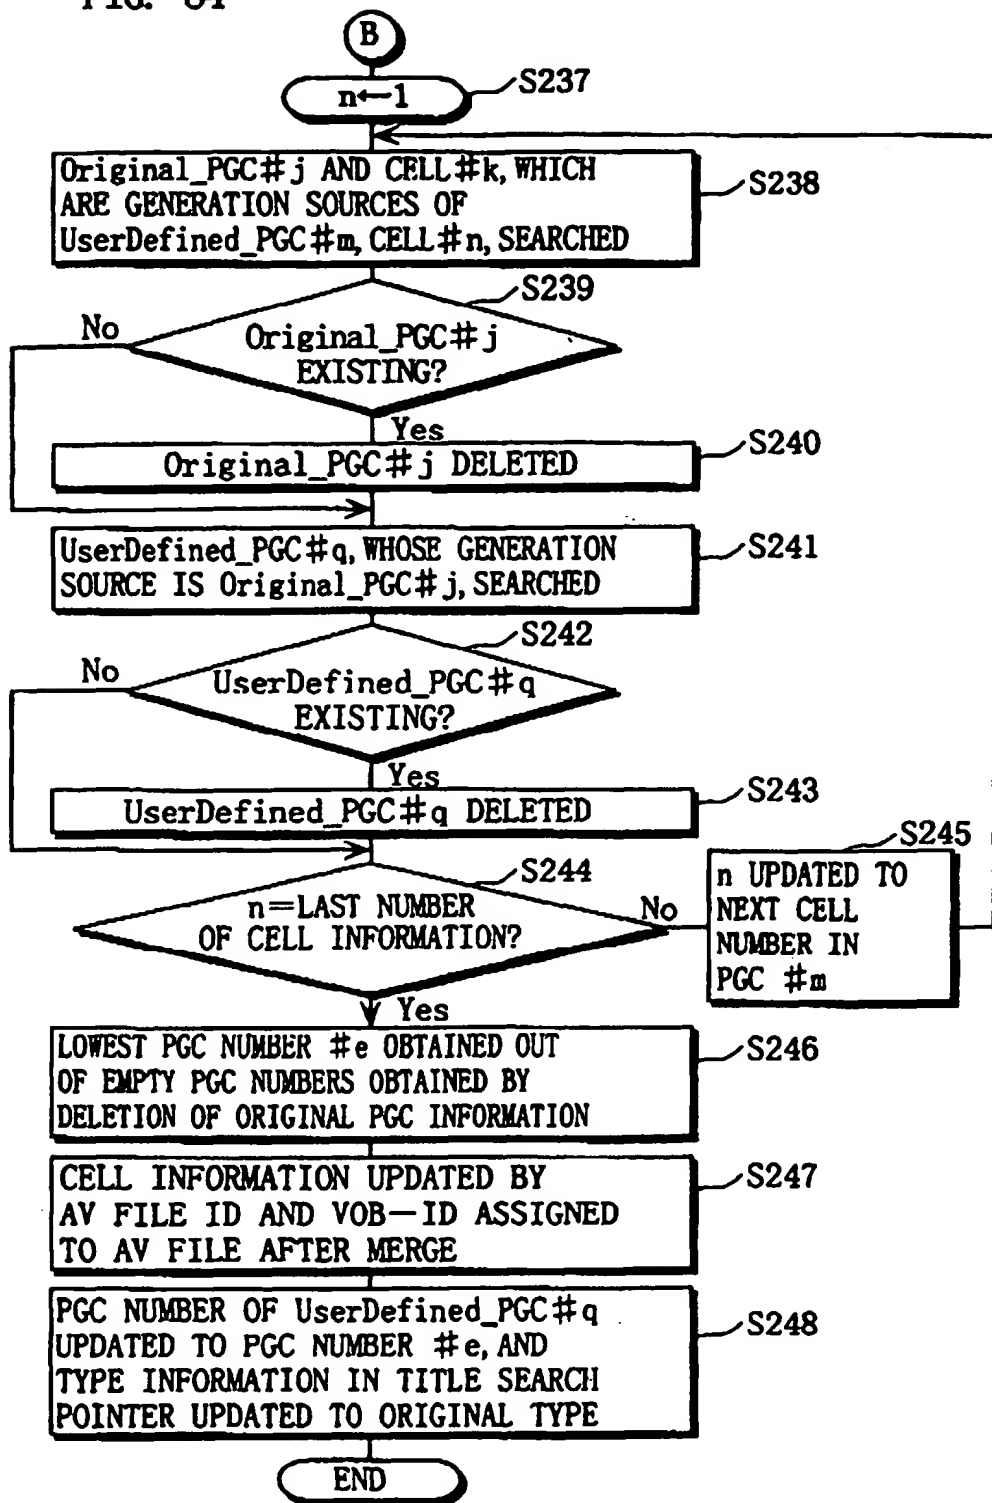 B
n←1
S237
Original_PGC#j AND CELL#k, WHICH
ARE GENERATION SOURCES OF
UserDefined_PGC#m, CELL#n, SEARCHED
S238
S239
No
Original_PGC#j
EXISTING?
Yes
Original_PGC#j DELETED
S240
UserDefined_PGC#q, WHOSE GENERATION
SOURCE IS Original_PGC#j, SEARCHED
S241
S242
No
UserDefined_PGC#q
EXISTING?
Yes
UserDefined_PGC#q DELETED
S243
S244
n=LAST NUMBER
OF CELL INFORMATION?
No
S245
n UPDATED TO
NEXT CELL
NUMBER IN
PGC #m
Yes
LOWEST PGC NUMBER #e OBTAINED OUT
OF EMPTY PGC NUMBERS OBTAINED BY
DELETION OF ORIGINAL PGC INFORMATION
S246
CELL INFORMATION UPDATED BY
AV FILE ID AND VOB-ID ASSIGNED
TO AV FILE AFTER MERGE
S247
PGC NUMBER OF UserDefined_PGC#q
UPDATED TO PGC NUMBER #e, AND
TYPE INFORMATION IN TITLE SEARCH
POINTER UPDATED TO ORIGINAL TYPE
S248
END